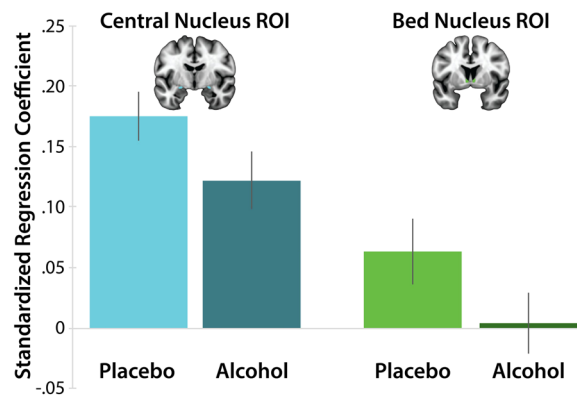 Central Nucleus ROI
Bed Nucleus ROI
Standardized Regression Coefficient
.25
.20
.15
.10
.05
0
-.05
Placebo
Alcohol
Placebo
Alcohol